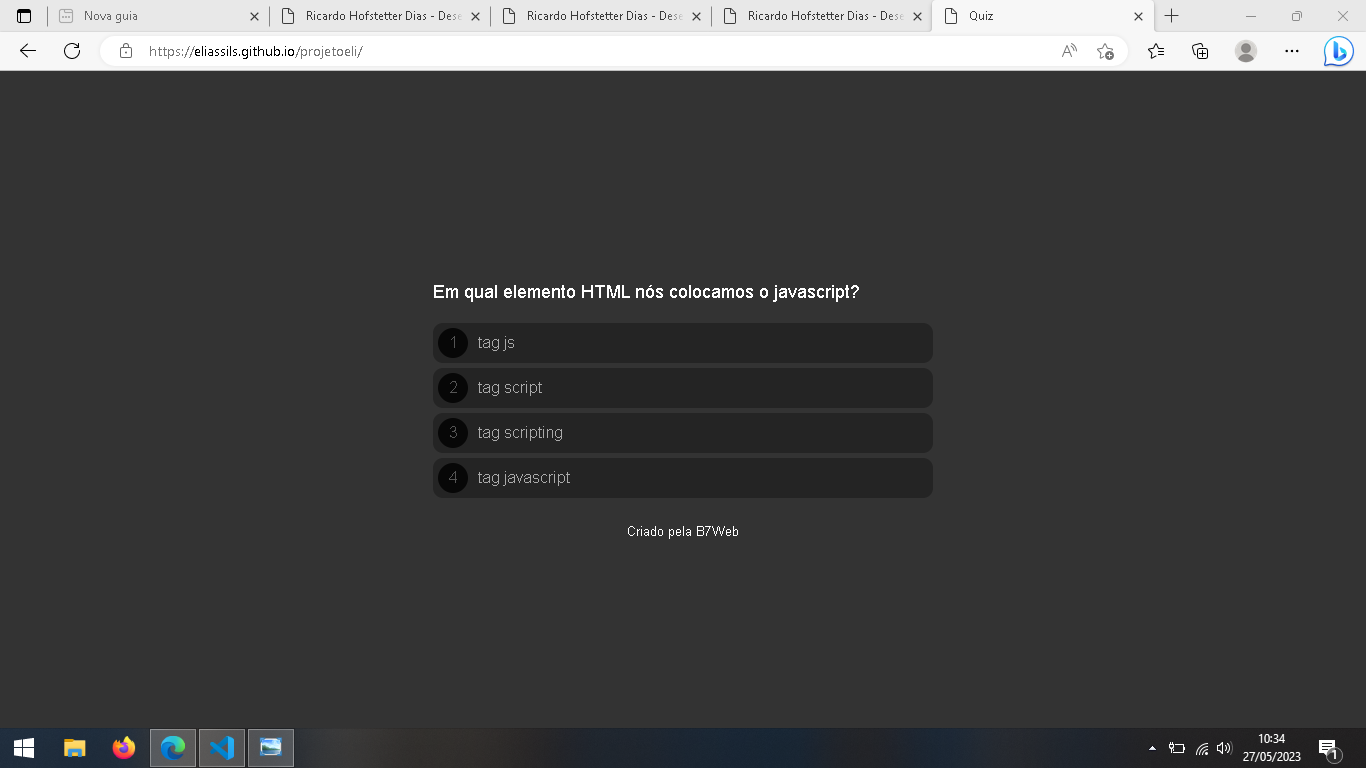 Nova guia
Ricardo Hofstetter Dias - Dese
Ricardo Hofstetter Dias - Dese
Ricardo Hofstetter Dias - Dese
Quiz
https://eliassils.github.io/projetoeli/
Em qual elemento HTML nós colocamos o javascript?
1 tag js
2 tag script
3 tag scripting
4 tag javascript
Criado pela B7Web
10:34
27/05/2023
1